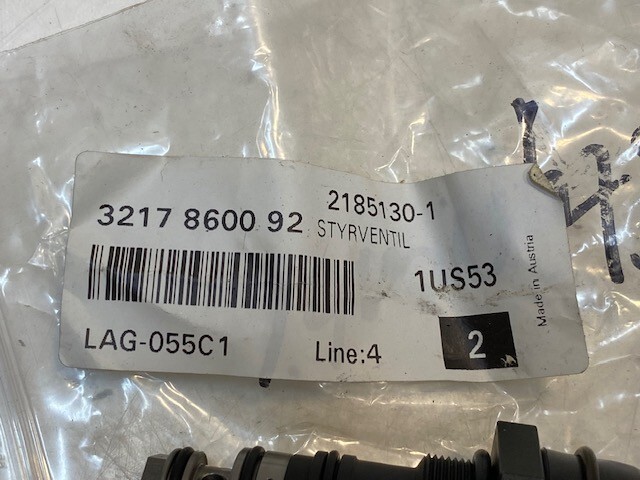 2185130-1
3217 8600 92 STYRVENTIL
1US53
Made in Austria
LAG-055C1 Line:4 2